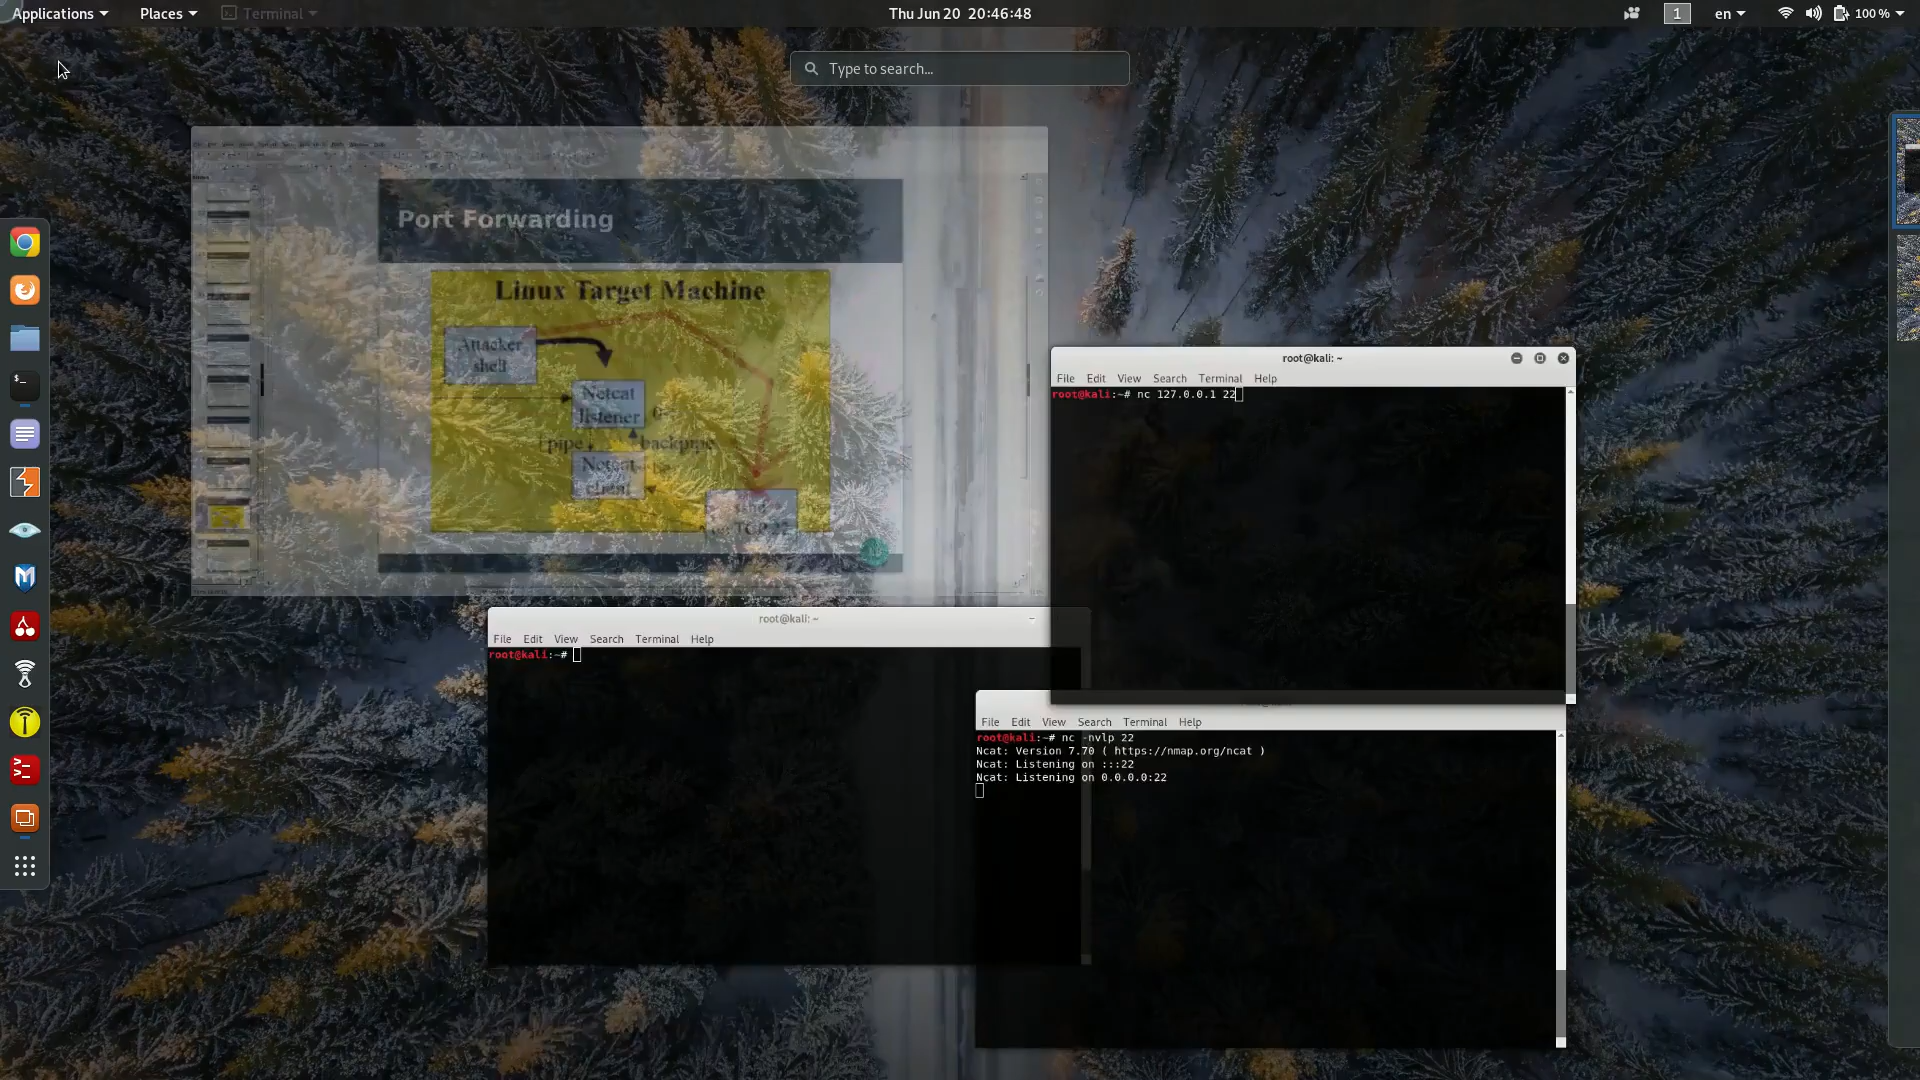 Applications Places Terminal Thu Jun 20 20:46:48 1 en 100 %
Type to search...
Port Forwarding
Linux Target Machine
Attacker
shell
Netcat
listener
pipe backpipe
Netcat
client
root@kali: ~
File Edit View Search Terminal Help
root@kali:~# nc 127.0.0.1 22
root@kali: ~
File Edit View Search Terminal Help
root@kali:~#
File Edit View Search Terminal Help
root@kali:~# nc -nvlp 22
Ncat: Version 7.70 ( https://nmap.org/ncat )
Ncat: Listening on :::22
Ncat: Listening on 0.0.0.0:22